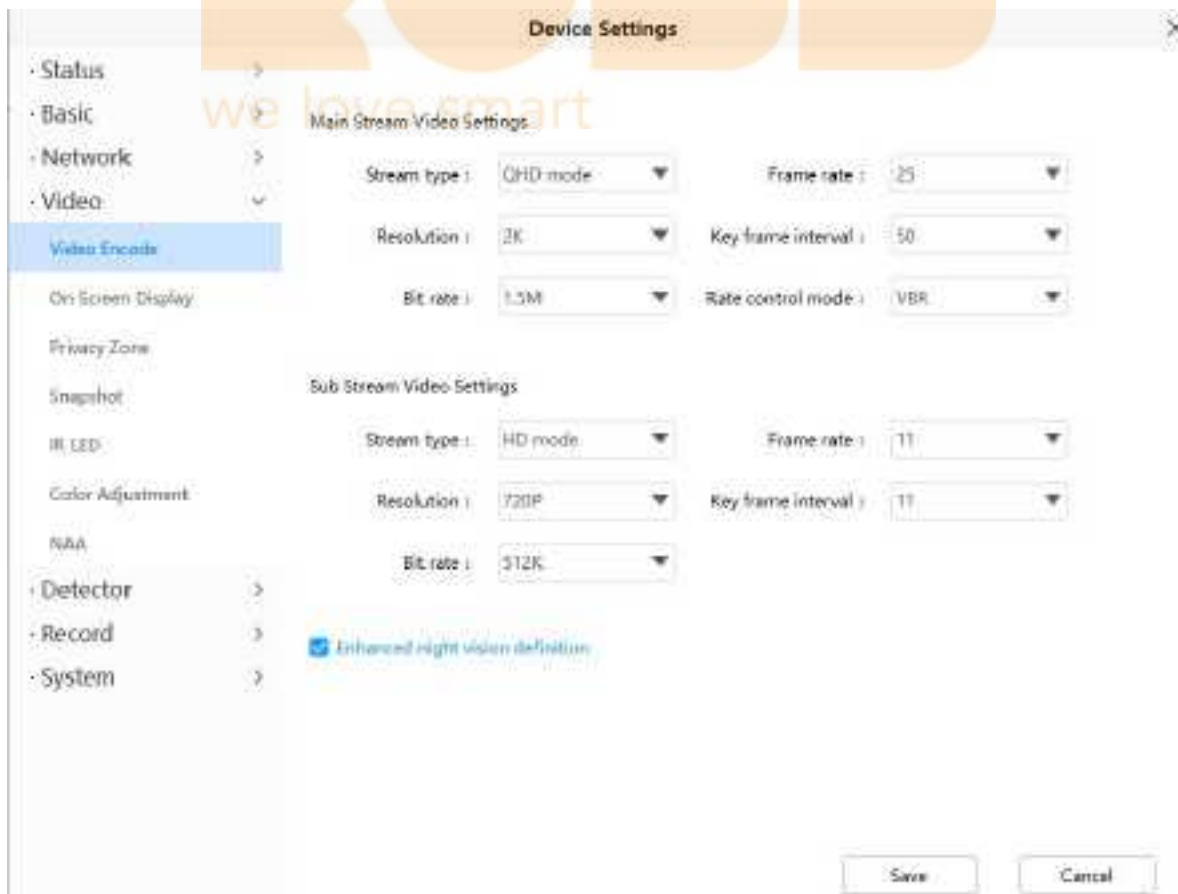 Device Settings
· Status
· Basic
· Network
· Video
Video Encode
On Screen Display
Privacy Zone
Snapshot
IR LED
Color Adjustment
NAA
· Detector
· Record
· System
we love smart
Main Stream Video Settings
Stream type : QHD mode Frame rate : 25
Resolution : 2K Key frame interval : 50
Bit rate : 1.5M Rate control mode : VBR
Sub Stream Video Settings
Stream type : HD mode Frame rate : 11
Resolution : 720P Key frame interval : 11
Bit rate : 512K
Enhanced night vision definition
Save Cancel